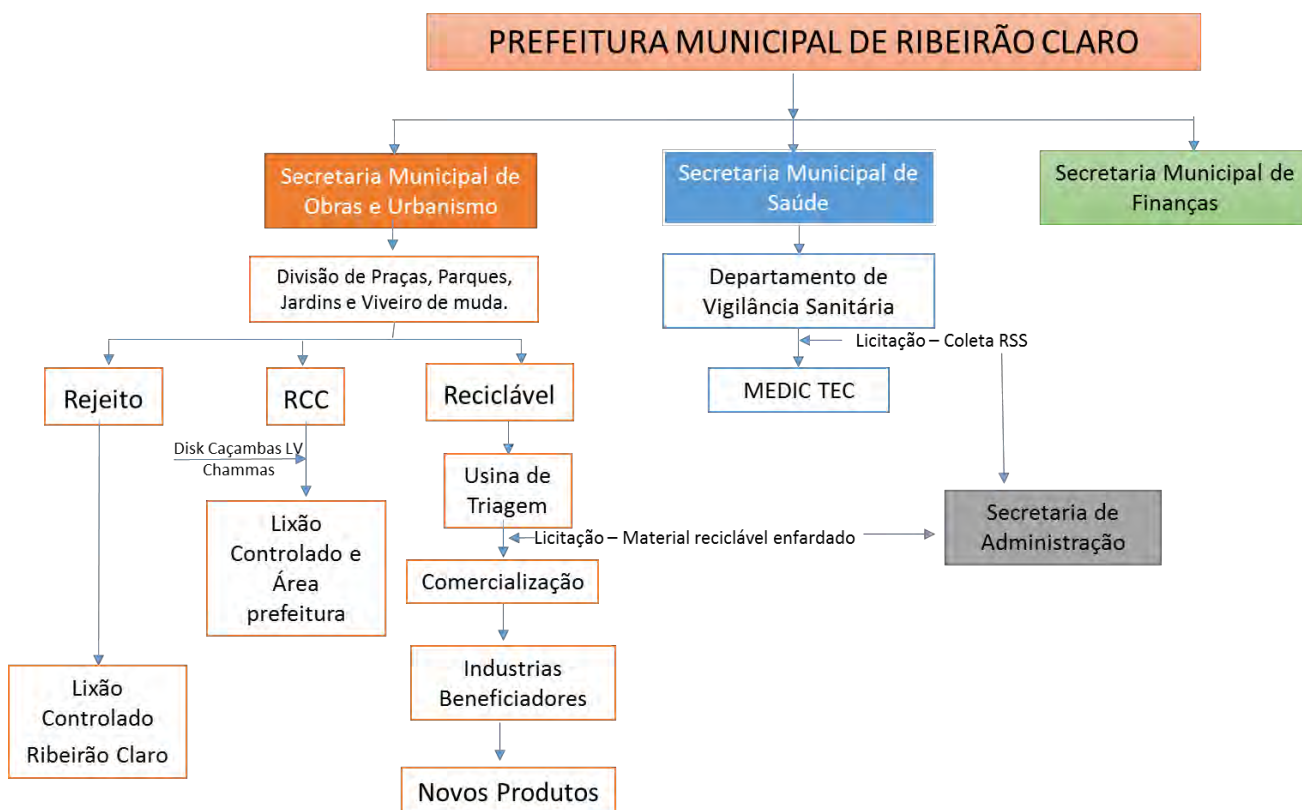 PREFEITURA MUNICIPAL DE RIBEIRÃO CLARO
Secretaria Municipal de
Obras e Urbanismo
Secretaria Municipal de
Saúde
Secretaria Municipal de
Finanças
Divisão de Praças, Parques,
Jardins e Viveiro de muda.
Departamento de
Vigilância Sanitária
Licitação – Coleta RSS
MEDIC TEC
Rejeito
RCC
Reciclável
Disk Caçambas LV
Chammas
Usina de
Triagem
Lixão
Controlado e
Área
prefeitura
Licitação – Material reciclável enfardado
Secretaria de
Administração
Comercialização
Lixão
Controlado
Ribeirão Claro
Industrias
Beneficiadores
Novos Produtos